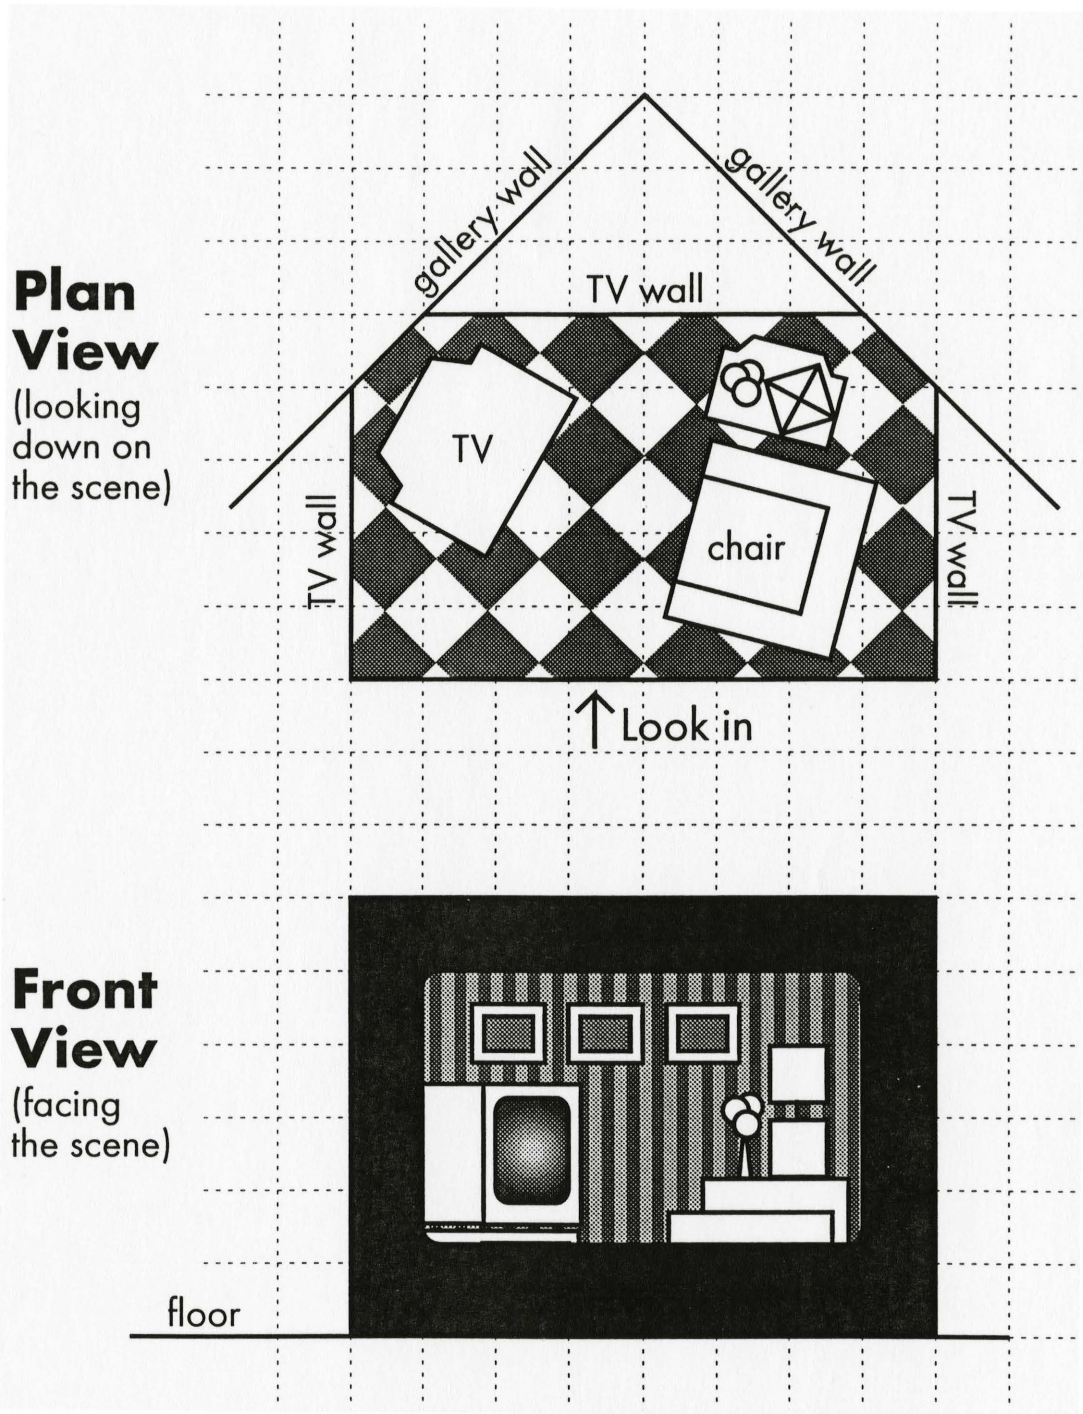 gallery wall
gallery wall
TV wall
Plan
View
(looking
down on
the scene)
TV
chair
TV wall
TV wall
Look in
Front
View
(facing
the scene)
floor